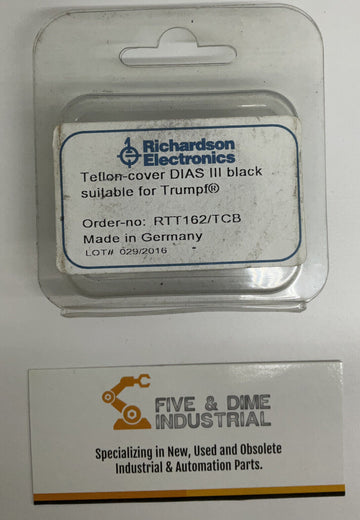 Richardson
Electronics
Teflon-cover DIAS III black
suitable for Trumpf®
Order-no: RTT162/TCB
Made in Germany
LOT# 029/2016
FIVE & DIME
INDUSTRIAL
Specializing in New, Used and Obsolete
Industrial & Automation Parts.